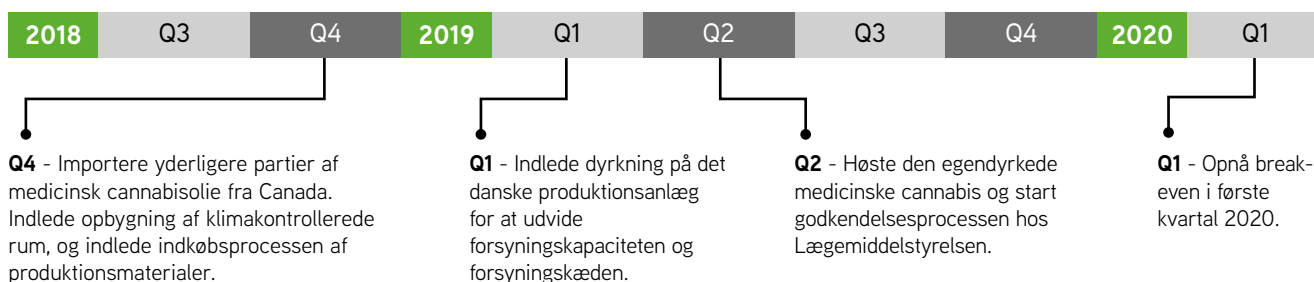 2018 Q3 Q4 2019 Q1 Q2 Q3 Q4 2020 Q1
Q4 - Importere yderligere partier af
medicinsk cannabisolie fra Canada.
Indlede opbygning af klimakontrollerede
rum, og indlede indkøbsprocessen af
produktionsmaterialer.
Q1 - Indlede dyrkning på det
danske produktionsanlæg
for at udvide
forsyningskapaciteten og
forsyningskæden.
Q2 - Høste den egendyrkede
medicinske cannabis og start
godkendelsesprocessen hos
Lægemiddelstyrelsen.
Q1 - Opnå break-
even i første
kvartal 2020.